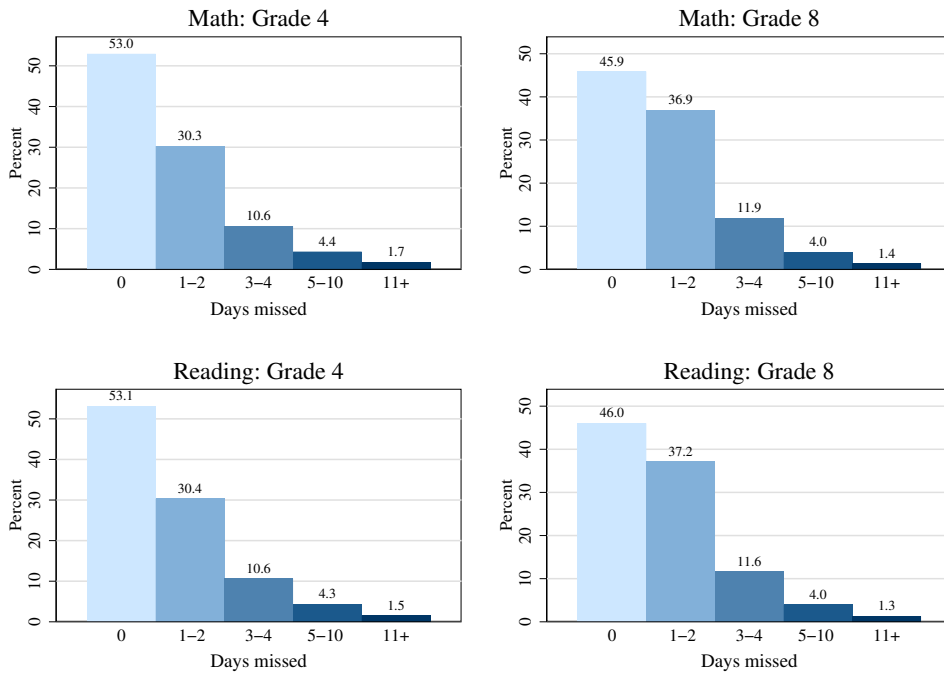 Math: Grade 4
53.0
30.3
10.6
4.4
1.7
Percent
0 10 20 30 40 50
0 1−2 3−4 5−10 11+
Days missed
Math: Grade 8
45.9
36.9
11.9
4.0
1.4
Percent
0 10 20 30 40 50
0 1−2 3−4 5−10 11+
Days missed
Reading: Grade 4
53.1
30.4
10.6
4.3
1.5
Percent
0 10 20 30 40 50
0 1−2 3−4 5−10 11+
Days missed
Reading: Grade 8
46.0
37.2
11.6
4.0
1.3
Percent
0 10 20 30 40 50
0 1−2 3−4 5−10 11+
Days missed